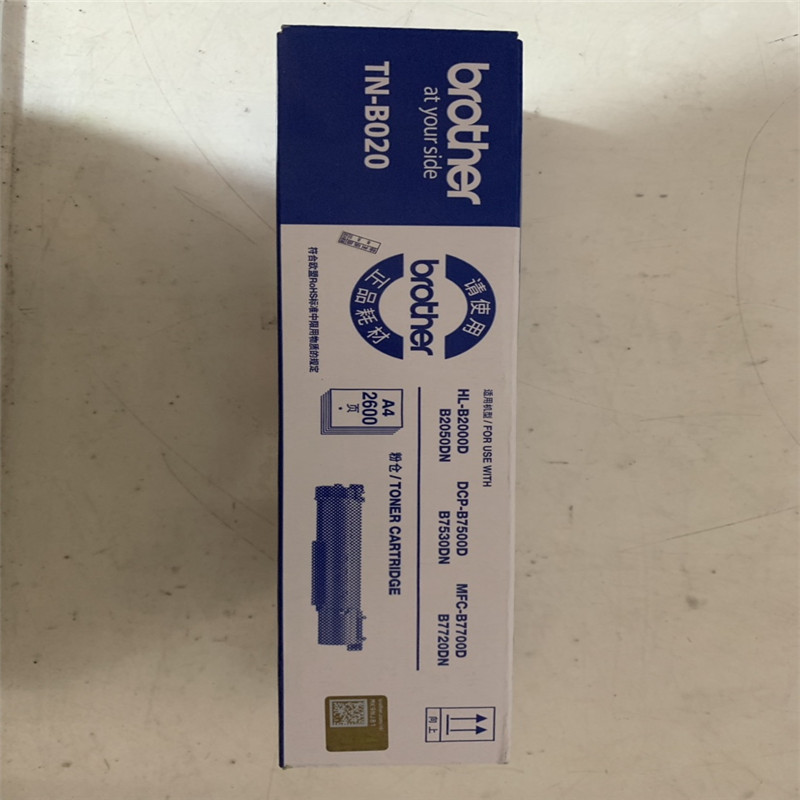 brother
at your side
TN-B020
请使用
brother
正品耗材
符合欧盟RoHS标准中限用物质的规定
A4
2600
页
适用机型/FOR USE WITH
HL-B2000D DCP-B7500D MFC-B7700D
B2050DN B7530DN B7720DN
粉仓/TONER CARTRIDGE
向上